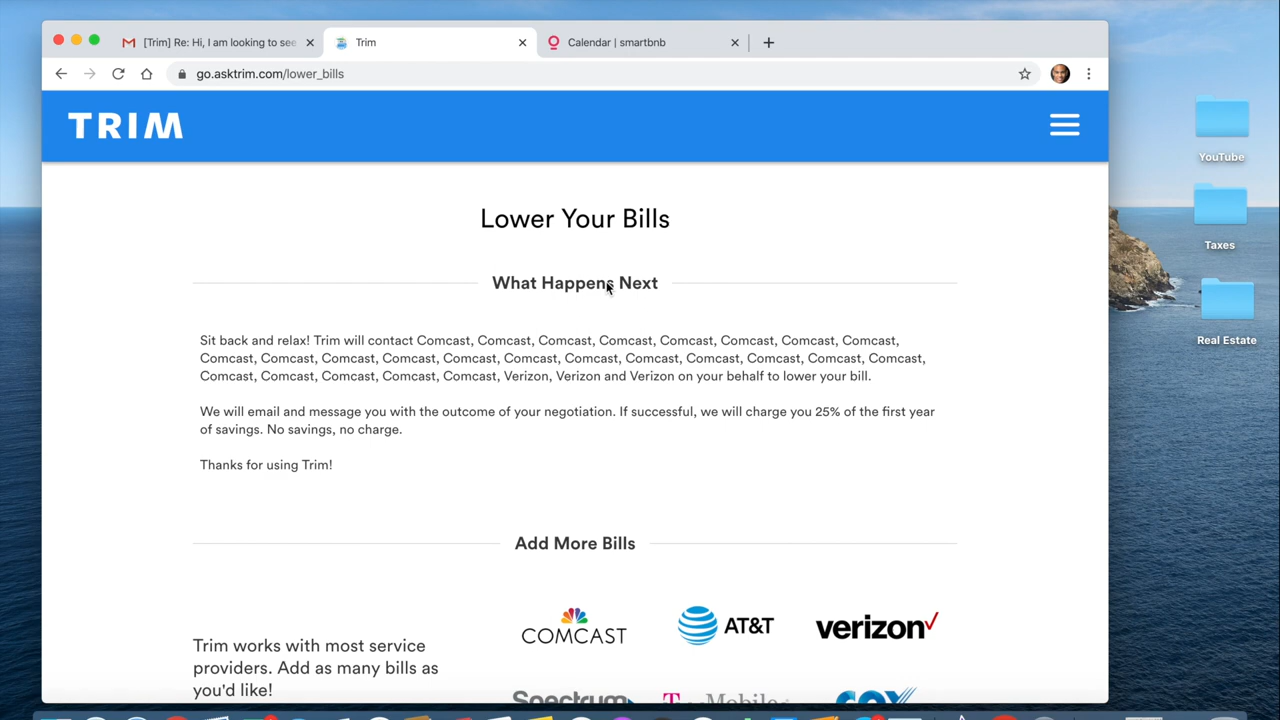 [Trim] Re: Hi, I am looking to see
Trim
Calendar | smartbnb
go.asktrim.com/lower_bills
TRIM
Lower Your Bills
What Happens Next
Sit back and relax! Trim will contact Comcast, Comcast, Comcast, Comcast, Comcast, Comcast, Comcast, Comcast,
Comcast, Comcast, Comcast, Comcast, Comcast, Comcast, Comcast, Comcast, Comcast, Comcast, Comcast, Comcast,
Comcast, Comcast, Comcast, Comcast, Comcast, Verizon, Verizon and Verizon on your behalf to lower your bill.
We will email and message you with the outcome of your negotiation. If successful, we will charge you 25% of the first year
of savings. No savings, no charge.
Thanks for using Trim!
Add More Bills
Trim works with most service
providers. Add as many bills as
you'd like!
COMCAST
AT&T
verizon
Spectrum
T Mobile
COX
YouTube
Taxes
Real Estate